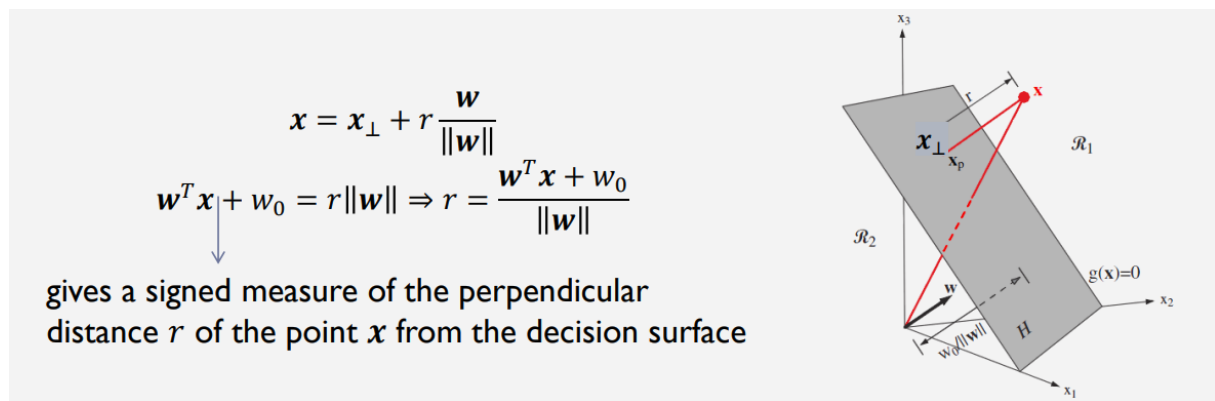 𝒙 = 𝒙⊥ + r 𝒘/‖𝒘‖
𝒘ᵀ𝒙 + w₀ = r‖𝒘‖ ⇒ r = (𝒘ᵀ𝒙 + w₀)/‖𝒘‖
gives a signed measure of the perpendicular
distance r of the point 𝒙 from the decision surface
x₃
r
x
𝒙⊥
xₚ
ℛ₁
ℛ₂
w
g(x)=0
x₂
H
w₀/‖w‖
x₁